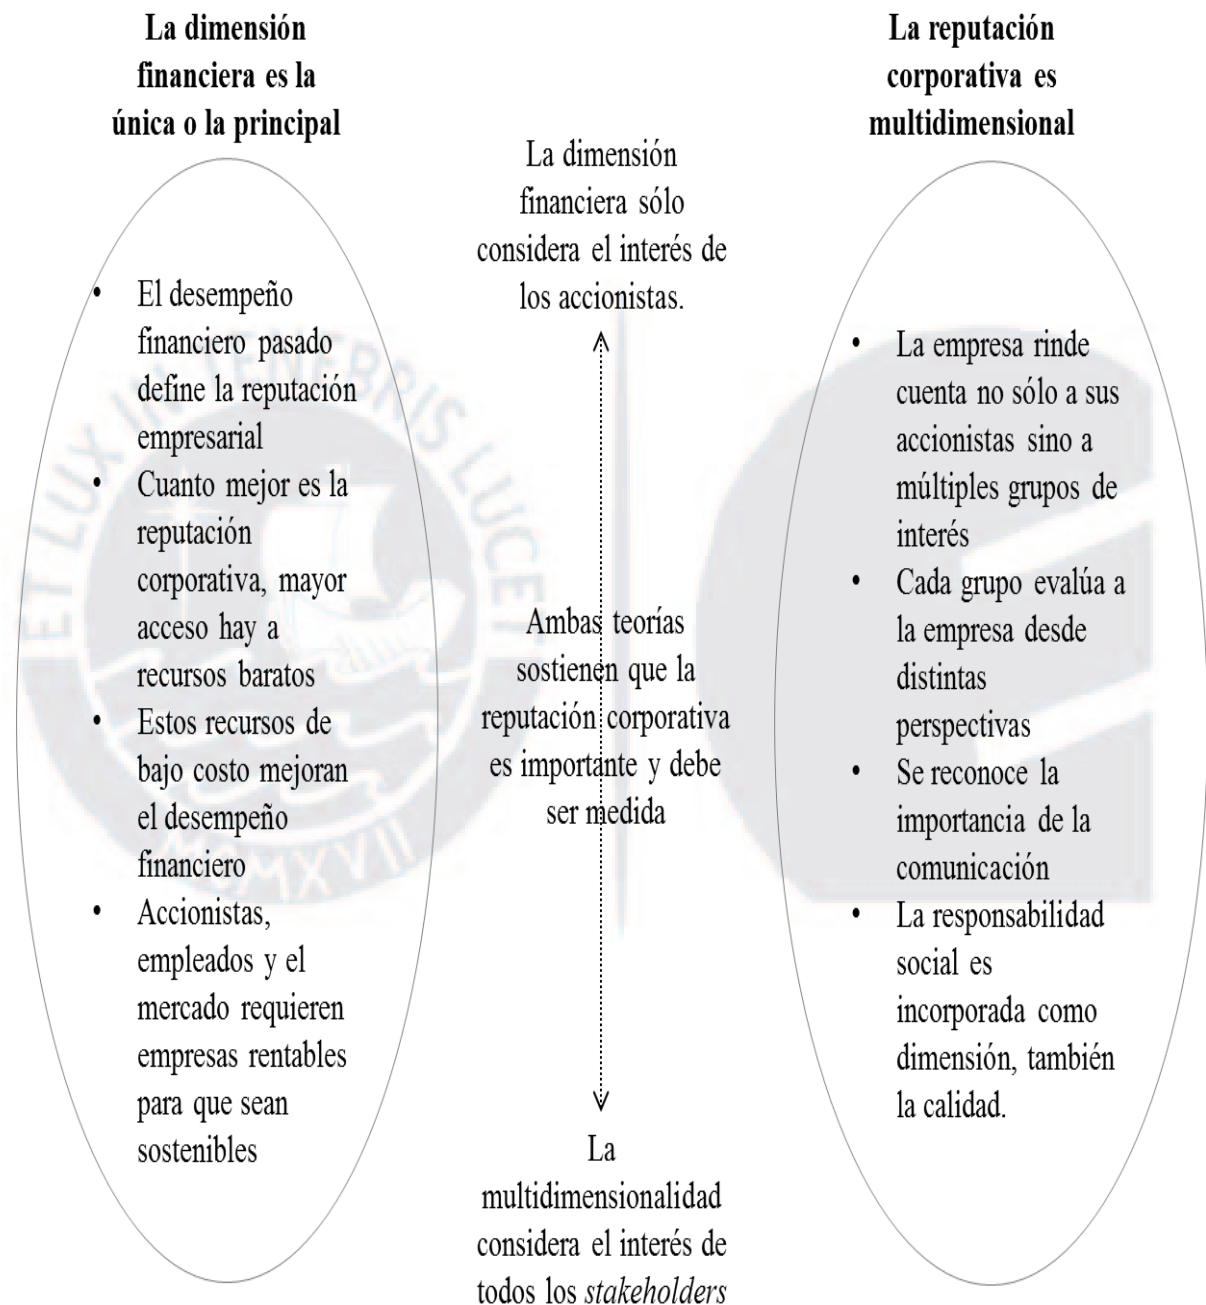 La dimensión
financiera es la
única o la principal
La reputación
corporativa es
multidimensional
La dimensión
financiera sólo
considera el interés de
los accionistas.
• El desempeño
financiero pasado
define la reputación
empresarial
• Cuanto mejor es la
reputación
corporativa, mayor
acceso hay a
recursos baratos
• Estos recursos de
bajo costo mejoran
el desempeño
financiero
• Accionistas,
empleados y el
mercado requieren
empresas rentables
para que sean
sostenibles
Ambas teorías
sostienen que la
reputación corporativa
es importante y debe
ser medida
La
multidimensionalidad
considera el interés de
todos los stakeholders
• La empresa rinde
cuenta no sólo a sus
accionistas sino a
múltiples grupos de
interés
• Cada grupo evalúa a
la empresa desde
distintas
perspectivas
• Se reconoce la
importancia de la
comunicación
• La responsabilidad
social es
incorporada como
dimensión, también
la calidad.
ET LUX IN TENEBRIS LUCET
MCMXVII